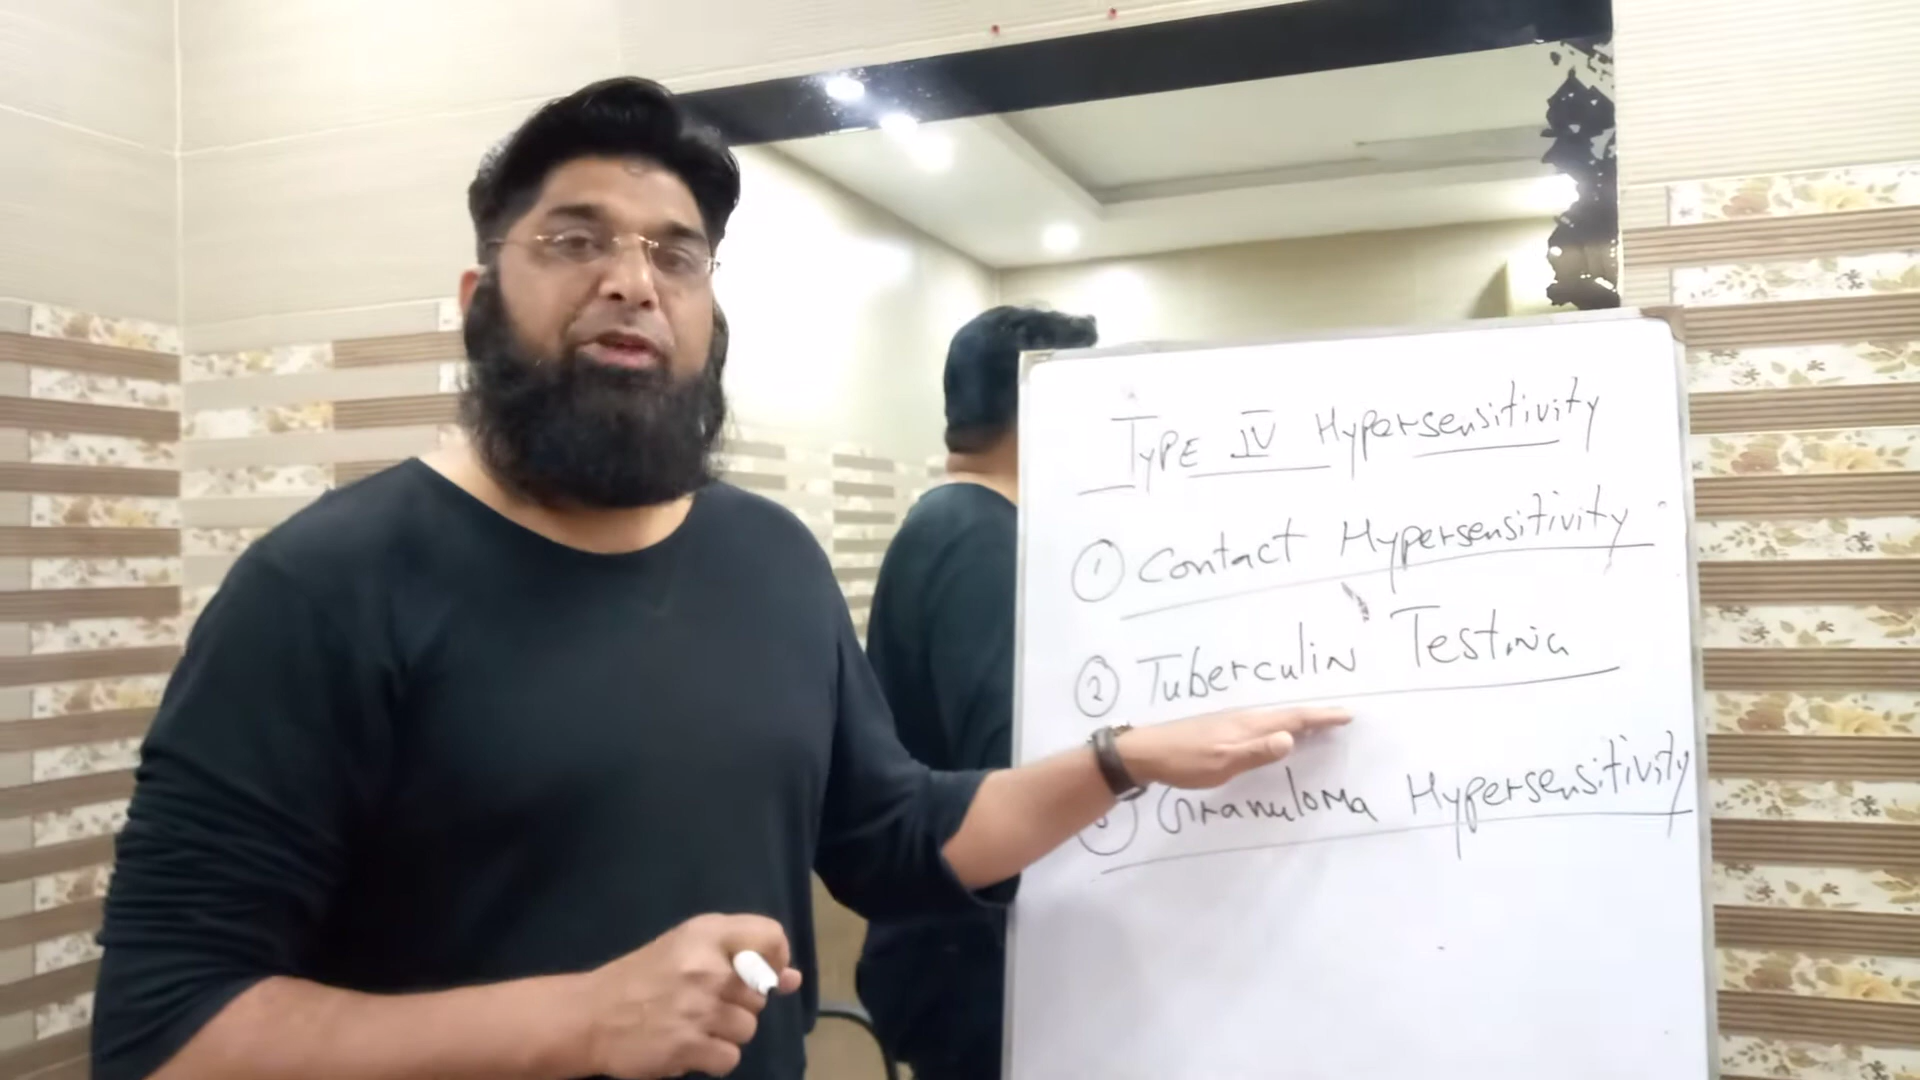 TYPE IV Hypersensitivity
① Contact Hypersensitivity
② Tuberculin Testing
③ Granuloma Hypersensitivity